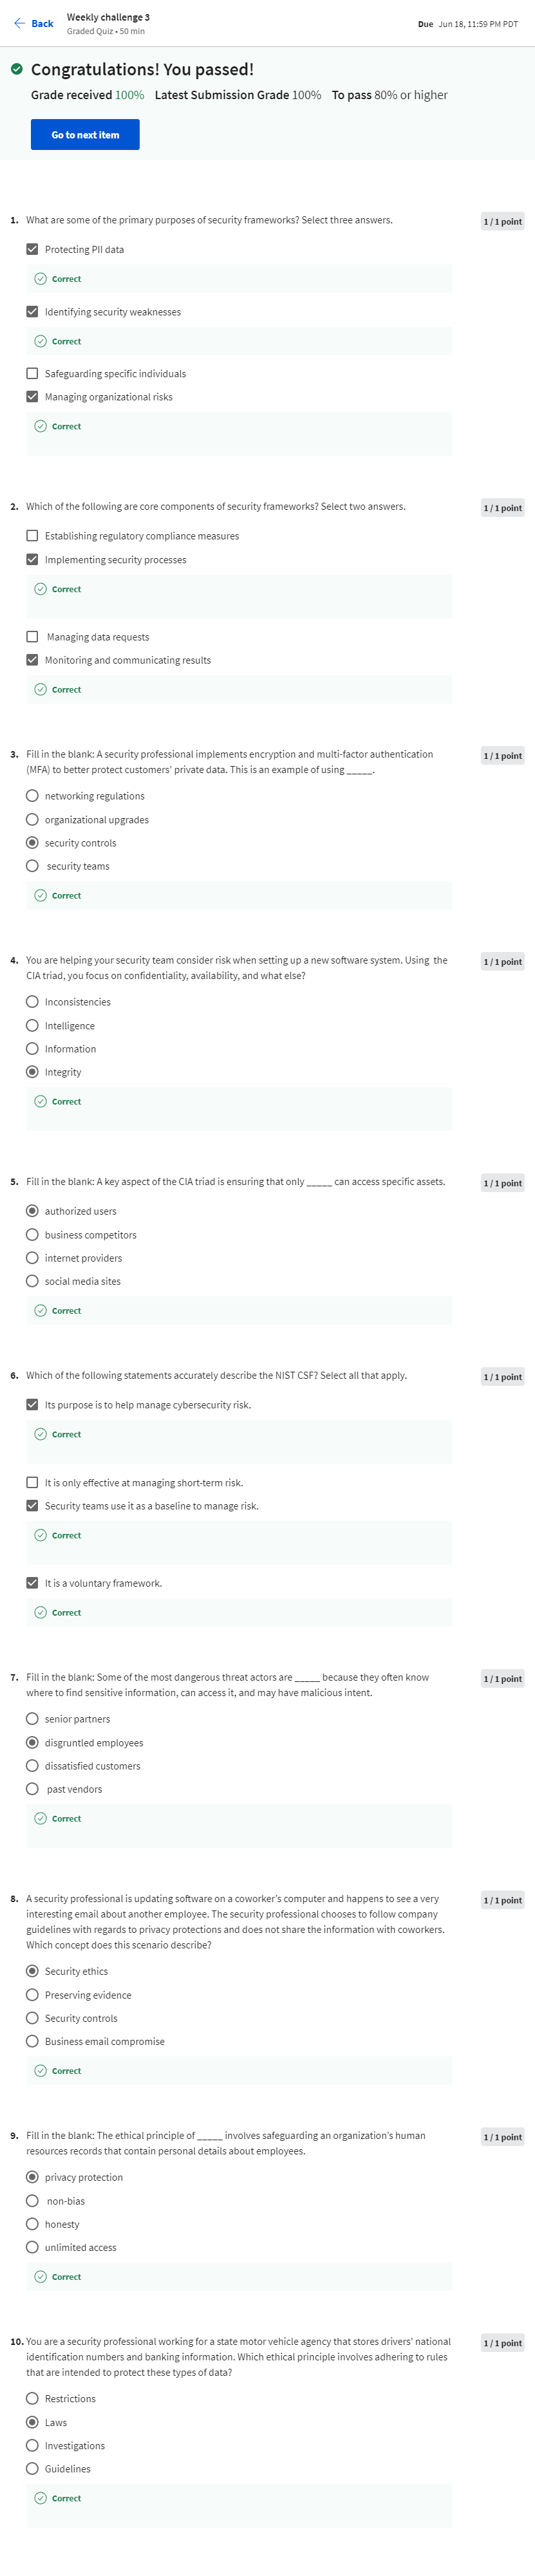 Back
Weekly challenge 3
Graded Quiz • 50 min
Due Jun 18, 11:59 PM PDT
Congratulations! You passed!
Grade received 100% Latest Submission Grade 100% To pass 80% or higher
Go to next item
1. What are some of the primary purposes of security frameworks? Select three answers.
1 / 1 point
Protecting PII data
Correct
Identifying security weaknesses
Correct
Safeguarding specific individuals
Managing organizational risks
Correct
2. Which of the following are core components of security frameworks? Select two answers.
1 / 1 point
Establishing regulatory compliance measures
Implementing security processes
Correct
Managing data requests
Monitoring and communicating results
Correct
3. Fill in the blank: A security professional implements encryption and multi-factor authentication
(MFA) to better protect customers' private data. This is an example of using _____.
1 / 1 point
networking regulations
organizational upgrades
security controls
security teams
Correct
4. You are helping your security team consider risk when setting up a new software system. Using the
CIA triad, you focus on confidentiality, availability, and what else?
1 / 1 point
Inconsistencies
Intelligence
Information
Integrity
Correct
5. Fill in the blank: A key aspect of the CIA triad is ensuring that only _____ can access specific assets.
1 / 1 point
authorized users
business competitors
internet providers
social media sites
Correct
6. Which of the following statements accurately describe the NIST CSF? Select all that apply.
1 / 1 point
Its purpose is to help manage cybersecurity risk.
Correct
It is only effective at managing short-term risk.
Security teams use it as a baseline to manage risk.
Correct
It is a voluntary framework.
Correct
7. Fill in the blank: Some of the most dangerous threat actors are _____ because they often know
where to find sensitive information, can access it, and may have malicious intent.
1 / 1 point
senior partners
disgruntled employees
dissatisfied customers
past vendors
Correct
8. A security professional is updating software on a coworker's computer and happens to see a very
interesting email about another employee. The security professional chooses to follow company
guidelines with regards to privacy protections and does not share the information with coworkers.
Which concept does this scenario describe?
1 / 1 point
Security ethics
Preserving evidence
Security controls
Business email compromise
Correct
9. Fill in the blank: The ethical principle of _____ involves safeguarding an organization's human
resources records that contain personal details about employees.
1 / 1 point
privacy protection
non-bias
honesty
unlimited access
Correct
10. You are a security professional working for a state motor vehicle agency that stores drivers' national
identification numbers and banking information. Which ethical principle involves adhering to rules
that are intended to protect these types of data?
1 / 1 point
Restrictions
Laws
Investigations
Guidelines
Correct